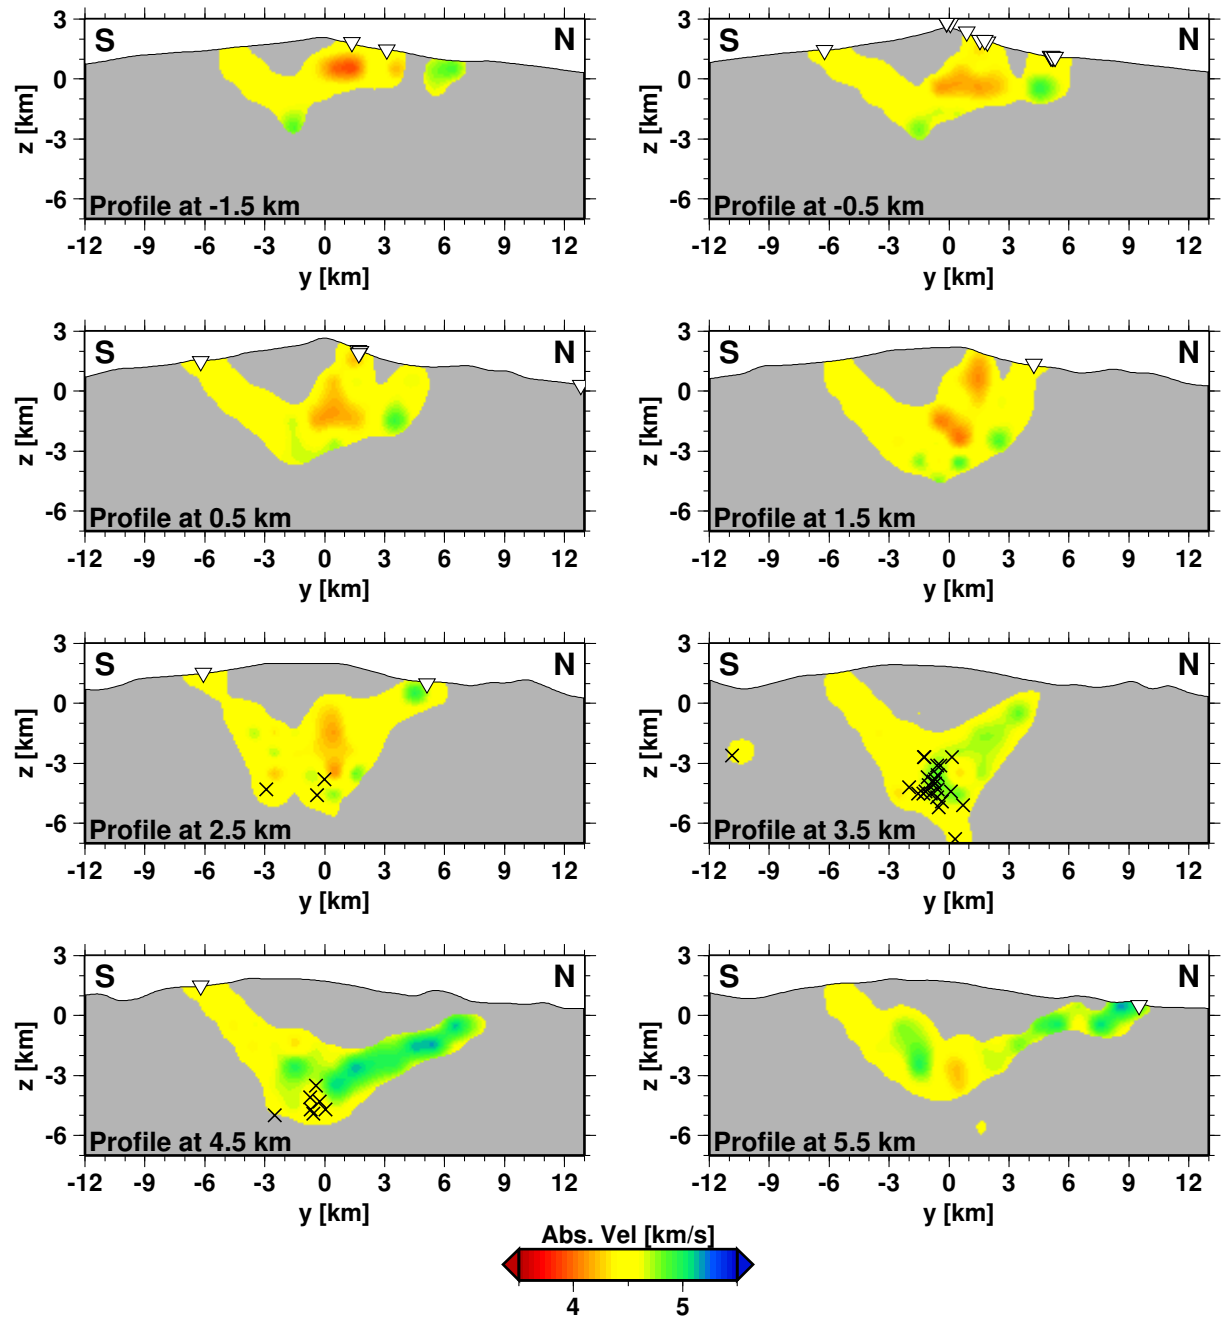 S N S N
3 3
0 0
z [km] z [km]
-3 -3
-6 -6
Profile at -1.5 km Profile at -0.5 km
-12 -9 -6 -3 0 3 6 9 12 -12 -9 -6 -3 0 3 6 9 12
y [km] y [km]
3 3
S N S N
0 0
z [km] z [km]
-3 -3
-6 -6
Profile at 0.5 km Profile at 1.5 km
-12 -9 -6 -3 0 3 6 9 12 -12 -9 -6 -3 0 3 6 9 12
y [km] y [km]
3 3
S N S N
0 0
z [km] z [km]
-3 -3
-6 -6
Profile at 2.5 km Profile at 3.5 km
-12 -9 -6 -3 0 3 6 9 12 -12 -9 -6 -3 0 3 6 9 12
y [km] y [km]
3 3
S N S N
0 0
z [km] z [km]
-3 -3
-6 -6
Profile at 4.5 km Profile at 5.5 km
-12 -9 -6 -3 0 3 6 9 12 -12 -9 -6 -3 0 3 6 9 12
y [km] y [km]
Abs. Vel [km/s]
4 5